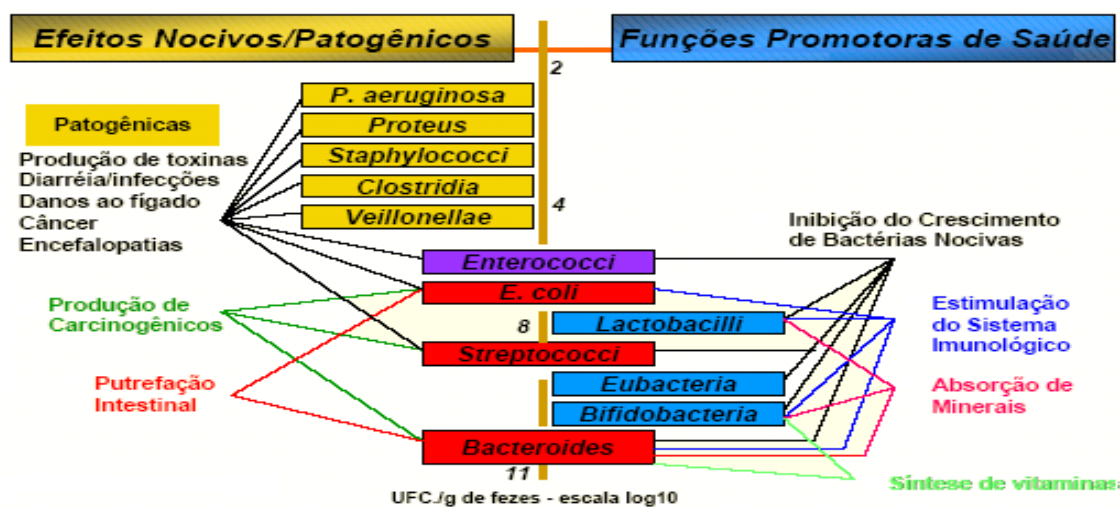 Efeitos Nocivos/Patogênicos
Funções Promotoras de Saúde
2
P. aeruginosa
Patogênicas
Proteus
Produção de toxinas
Diarréia/infecções
Danos ao fígado
Câncer
Encefalopatias
Staphylococci
Clostridia
4
Veillonellae
Inibição do Crescimento
de Bactérias Nocivas
Enterococci
E. coli
Produção de
Carcinogênicos
8
Lactobacilli
Estimulação
do Sistema
Imunológico
Streptococci
Putrefação
Intestinal
Eubacteria
Absorção de
Minerais
Bifidobacteria
Bacteroides
11
Síntese de vitaminas
UFC./g de fezes - escala log10